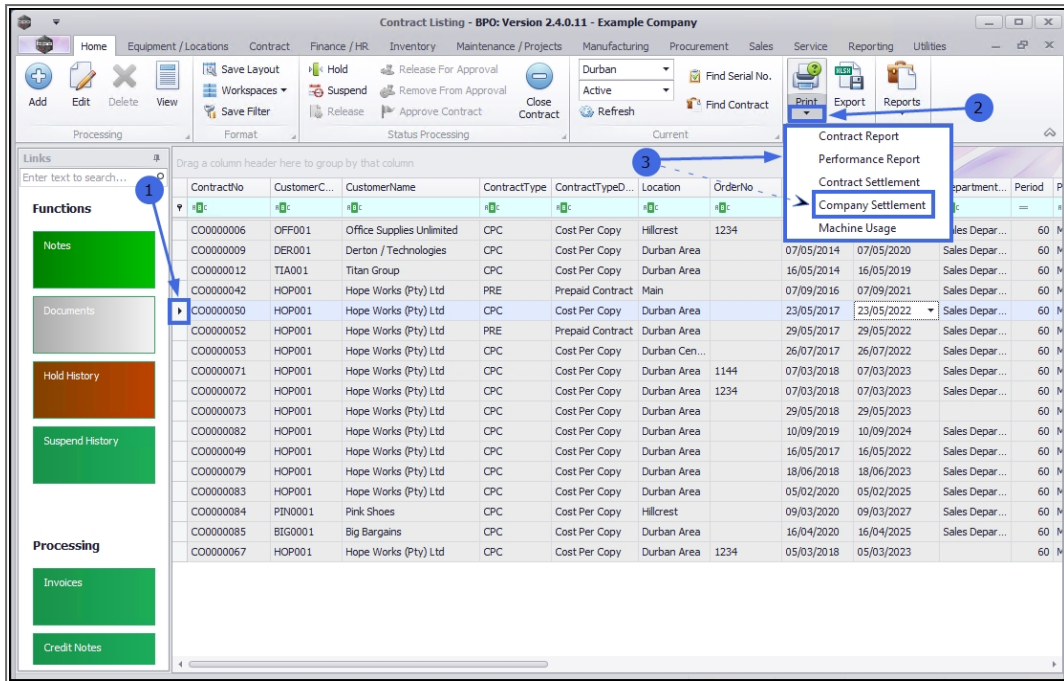 Contract Listing - BPO: Version 2.4.0.11 - Example Company
Home Equipment / Locations Contract Finance / HR Inventory Maintenance / Projects Manufacturing Procurement Sales Service Reporting Utilities
Add Edit Delete View
Save Layout
Workspaces
Save Filter
Hold
Suspend
Release
Release For Approval
Remove From Approval
Approve Contract
Close Contract
Durban
Active
Refresh
Find Serial No.
Find Contract
Print Export Reports
2
Processing Format Status Processing Current
Contract Report
Performance Report
Contract Settlement
Company Settlement
Machine Usage
3
Links
Enter text to search...
1
Drag a column header here to group by that column
Functions
Notes
Documents
Hold History
Suspend History
Processing
Invoices
Credit Notes
ContractNo CustomerC... CustomerName ContractType ContractTypeD... Location OrderNo epartment... Period P
CO0000006 OFF001 Office Supplies Unlimited CPC Cost Per Copy Hillcrest 1234 Sales Depar... 60 M
CO0000009 DER001 Derton / Technologies CPC Cost Per Copy Durban Area 07/05/2014 07/05/2020 Sales Depar... 60 M
CO0000012 TIA001 Titan Group CPC Cost Per Copy Durban Area 16/05/2014 16/05/2019 Sales Depar... 60 M
CO0000042 HOP001 Hope Works (Pty) Ltd PRE Prepaid Contract Main 07/09/2016 07/09/2021 Sales Depar... 60 M
CO0000050 HOP001 Hope Works (Pty) Ltd CPC Cost Per Copy Durban Area 23/05/2017 23/05/2022 Sales Depar... 60 M
CO0000052 HOP001 Hope Works (Pty) Ltd PRE Prepaid Contract Durban Area 29/05/2017 29/05/2022 Sales Depar... 60 M
CO0000053 HOP001 Hope Works (Pty) Ltd CPC Cost Per Copy Durban Cen... 26/07/2017 26/07/2022 Sales Depar... 60 M
CO0000071 HOP001 Hope Works (Pty) Ltd CPC Cost Per Copy Durban Area 1144 07/03/2018 07/03/2023 Sales Depar... 60 M
CO0000072 HOP001 Hope Works (Pty) Ltd CPC Cost Per Copy Durban Area 1234 07/03/2018 07/03/2023 Sales Depar... 60 M
CO0000073 HOP001 Hope Works (Pty) Ltd CPC Cost Per Copy Durban Area 29/05/2018 29/05/2023 60 M
CO0000082 HOP001 Hope Works (Pty) Ltd CPC Cost Per Copy Durban Area 10/09/2019 10/09/2024 Sales Depar... 60 M
CO0000049 HOP001 Hope Works (Pty) Ltd CPC Cost Per Copy Durban Area 16/05/2017 16/05/2022 Sales Depar... 60 M
CO0000079 HOP001 Hope Works (Pty) Ltd CPC Cost Per Copy Durban Area 18/06/2018 18/06/2023 Sales Depar... 60 M
CO0000083 HOP001 Hope Works (Pty) Ltd CPC Cost Per Copy Durban Area 05/02/2020 05/02/2025 Sales Depar... 60 M
CO0000084 PIN0001 Pink Shoes CPC Cost Per Copy Hillcrest 09/03/2020 09/03/2027 Sales Depar... 60 M
CO0000085 BIG0001 Big Bargains CPC Cost Per Copy Durban Area 16/04/2020 16/04/2025 Sales Depar... 60 M
CO0000067 HOP001 Hope Works (Pty) Ltd CPC Cost Per Copy Durban Area 1234 05/03/2018 05/03/2023 60 M